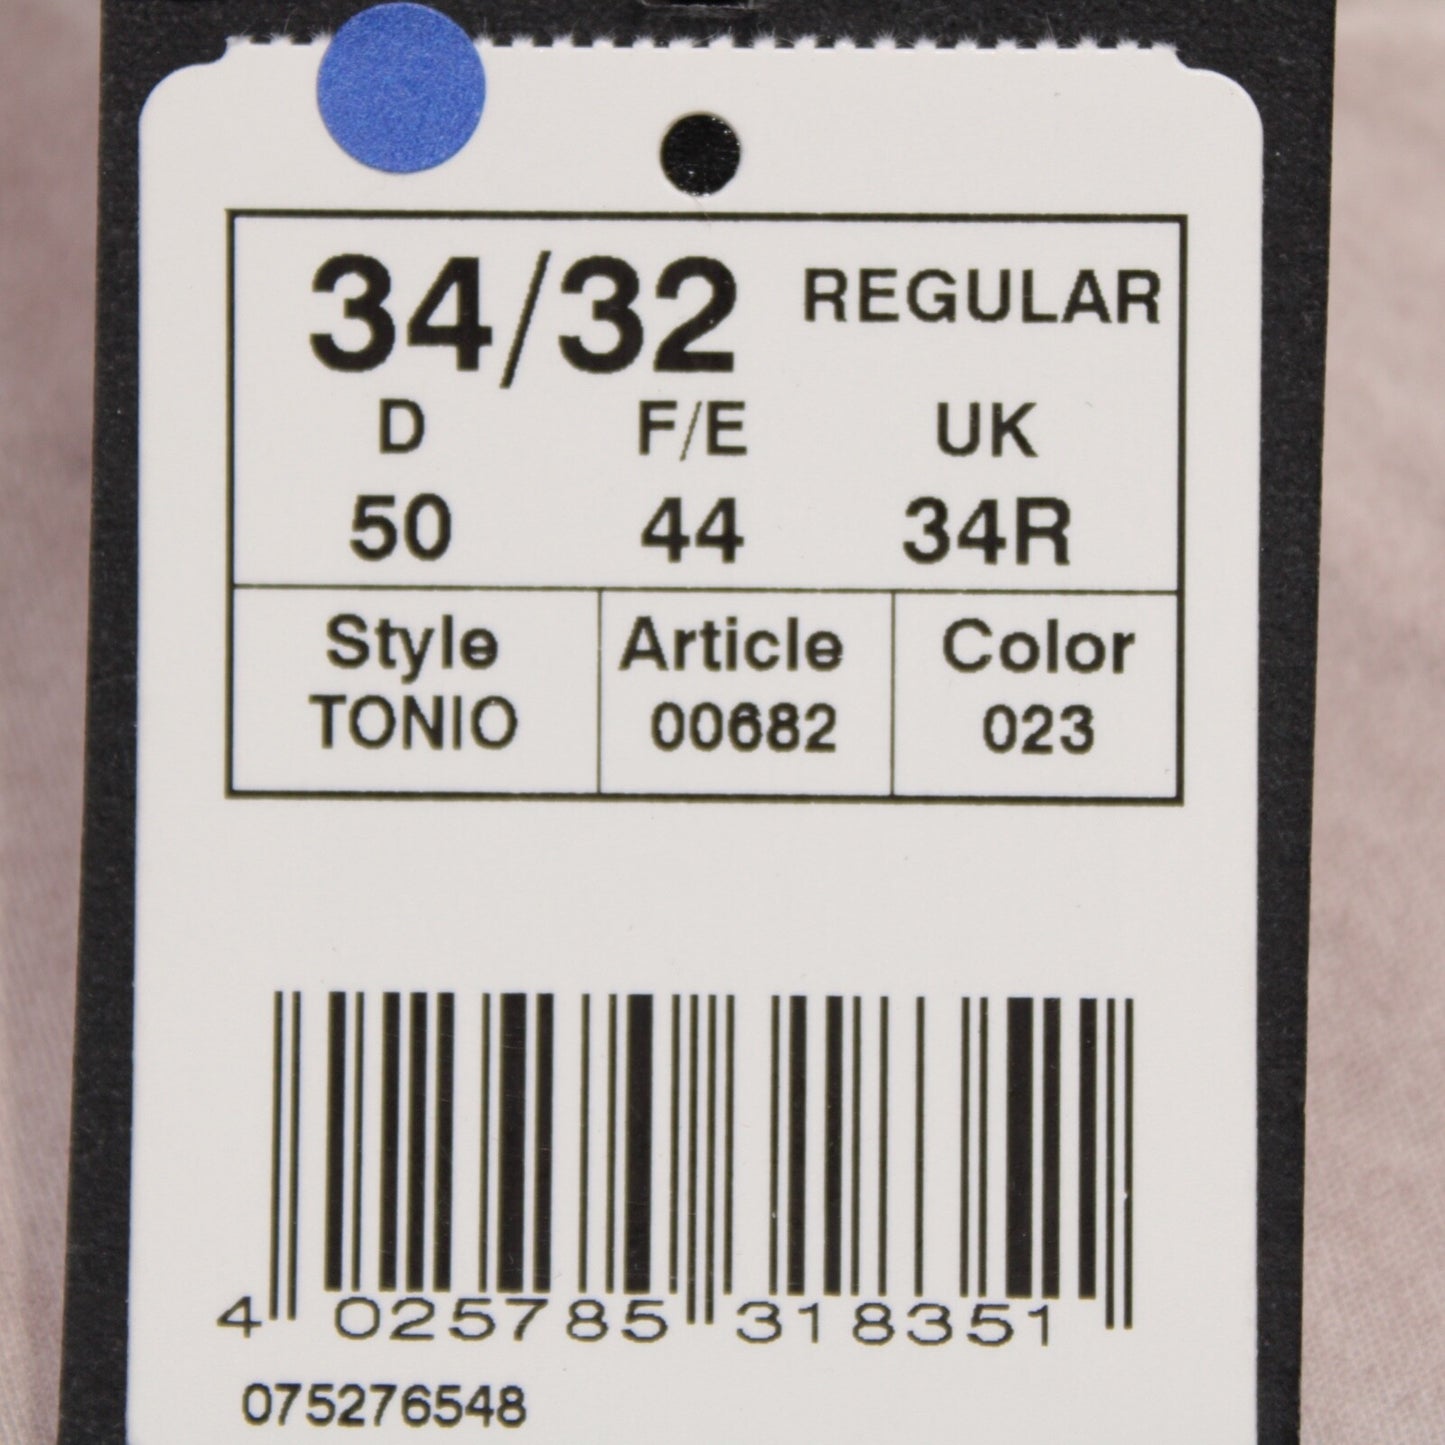 34/32 REGULAR
D F/E UK
50 44 34R
Style Article Color
TONIO 00682 023
4 025785 318351
075276548